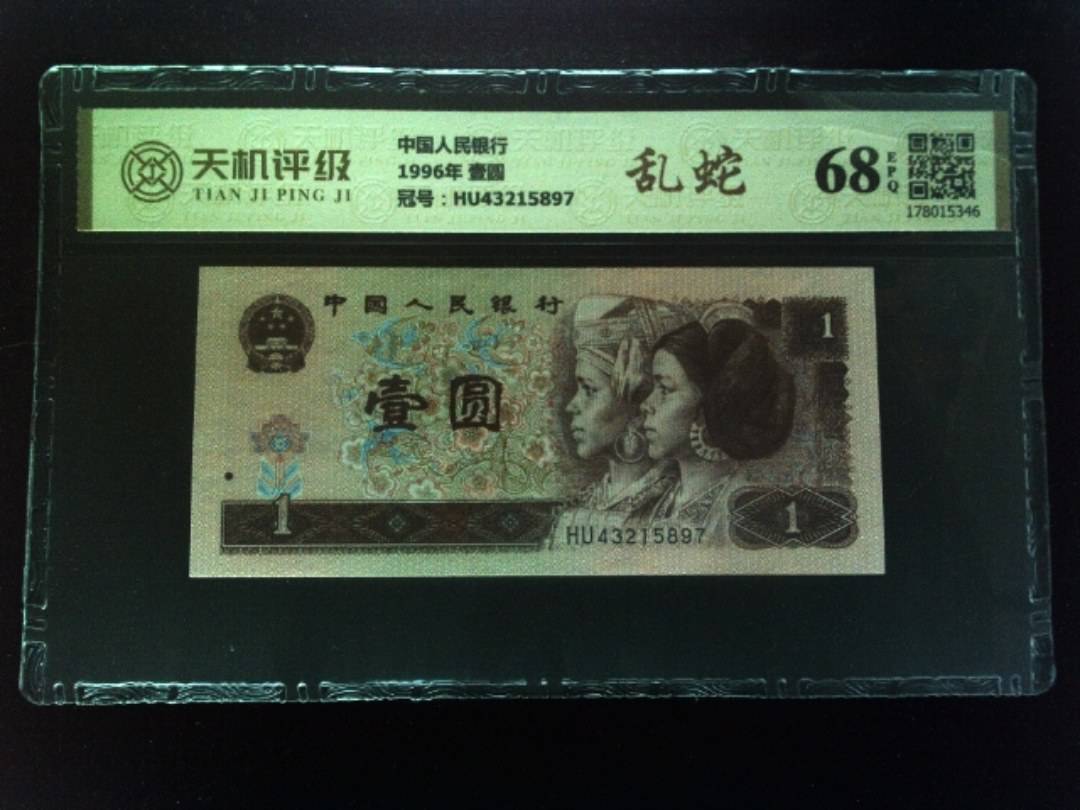 天机评级
TIAN JI PING JI
中国人民银行
1996年 壹圆
冠号：HU43215897
乱蛇
68
EPQ
178015346
中国人民银行
1
壹圆
1
HU43215897
1